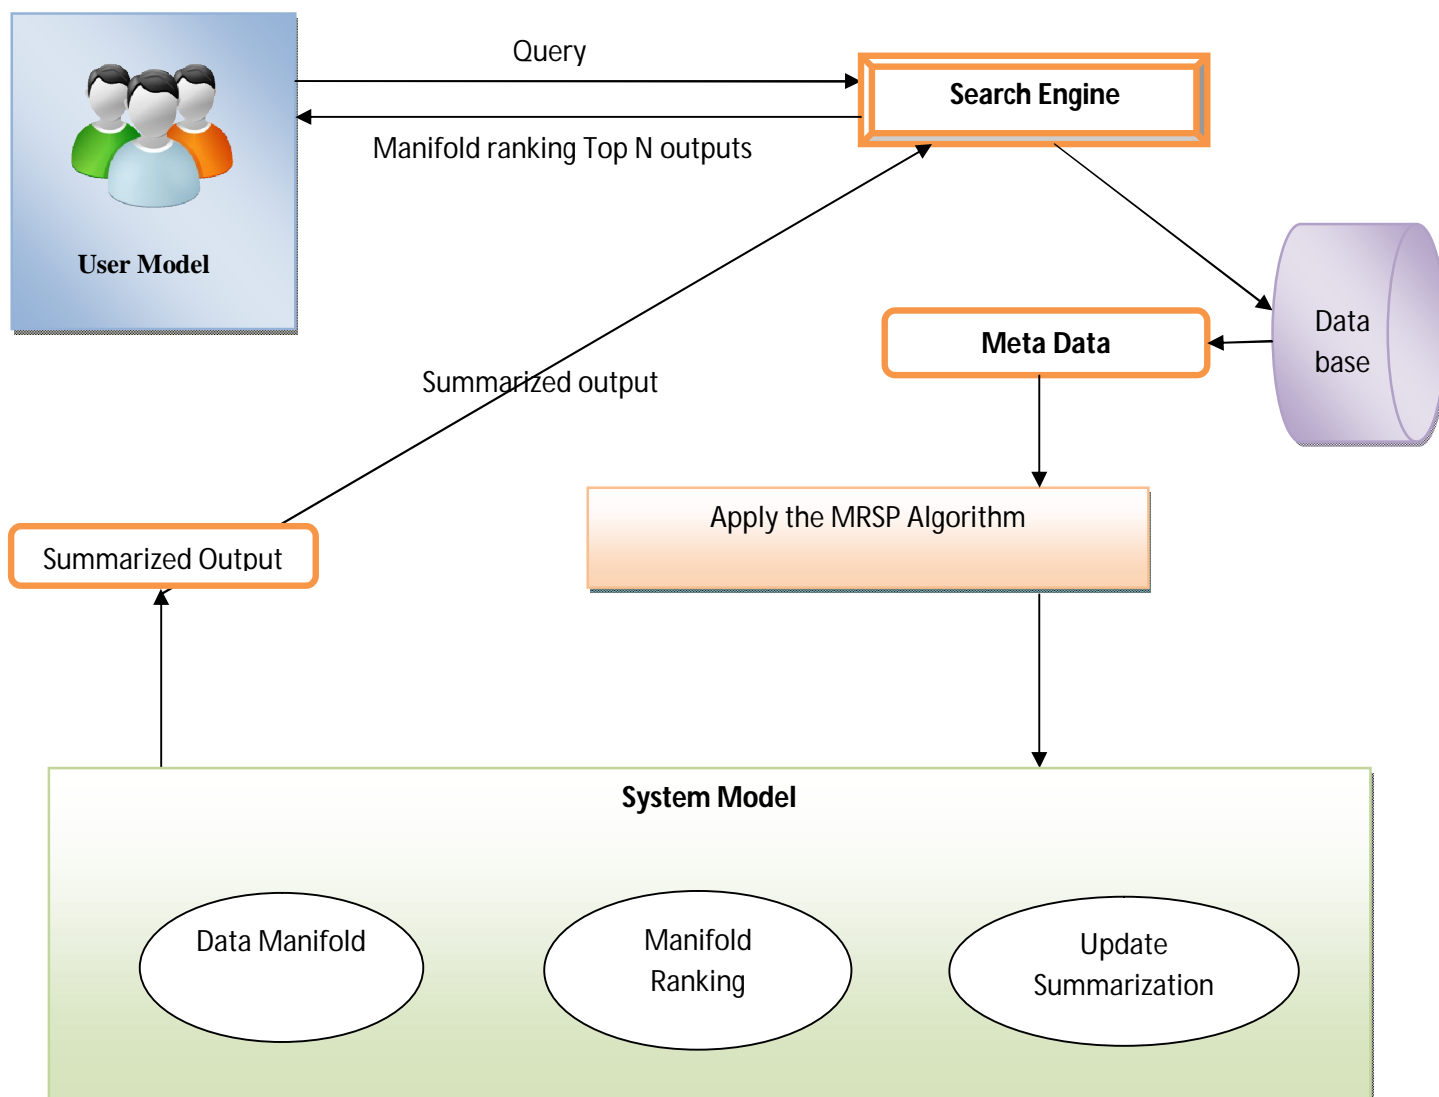 Query
Search Engine
Manifold ranking Top N outputs
User Model
Data
base
Meta Data
Summarized output
Apply the MRSP Algorithm
Summarized Output
System Model
Data Manifold
Manifold
Ranking
Update
Summarization